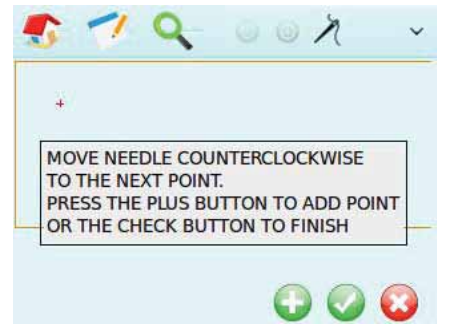 MOVE NEEDLE COUNTERCLOCKWISE
TO THE NEXT POINT.
PRESS THE PLUS BUTTON TO ADD POINT
OR THE CHECK BUTTON TO FINISH